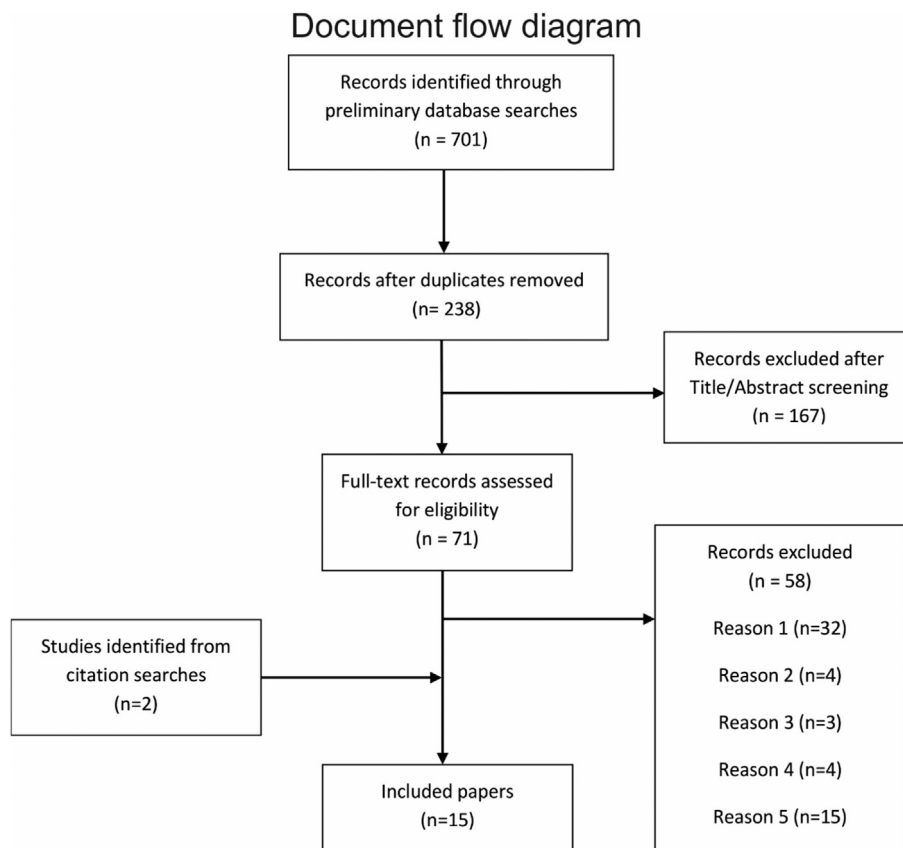 Document flow diagram
Records identified through
preliminary database searches
(n = 701)
Records after duplicates removed
(n= 238)
Records excluded after
Title/Abstract screening
(n = 167)
Full-text records assessed
for eligibility
(n = 71)
Records excluded
(n = 58)
Reason 1 (n=32)
Reason 2 (n=4)
Reason 3 (n=3)
Reason 4 (n=4)
Reason 5 (n=15)
Studies identified from
citation searches
(n=2)
Included papers
(n=15)